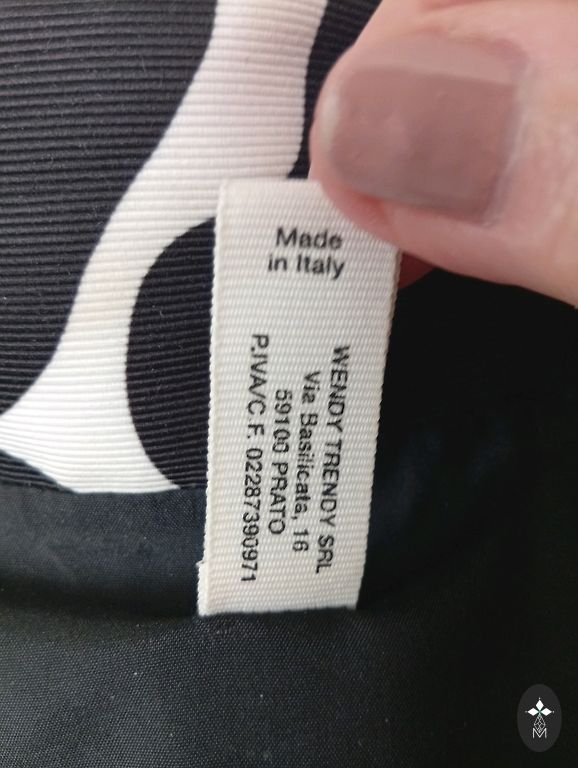 Made
in Italy
WENDY TRENDY SRL
Via Basilicata, 16
59100 PRATO
P.IVA/C F. 02287390971
M